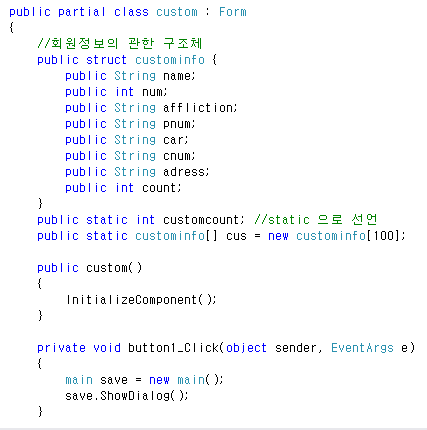 public partial class custom : Form
{
//회원정보의 관한 구조체
public struct custominfo {
public String name;
public int num;
public String affliction;
public String pnum;
public String car;
public String cnum;
public String adress;
public int count;
}
public static int customcount; //static 으로 선언
public static custominfo[] cus = new custominfo[100];
public custom()
{
InitializeComponent();
}
private void button1_Click(object sender, EventArgs e)
{
main save = new main();
save.ShowDialog();
}